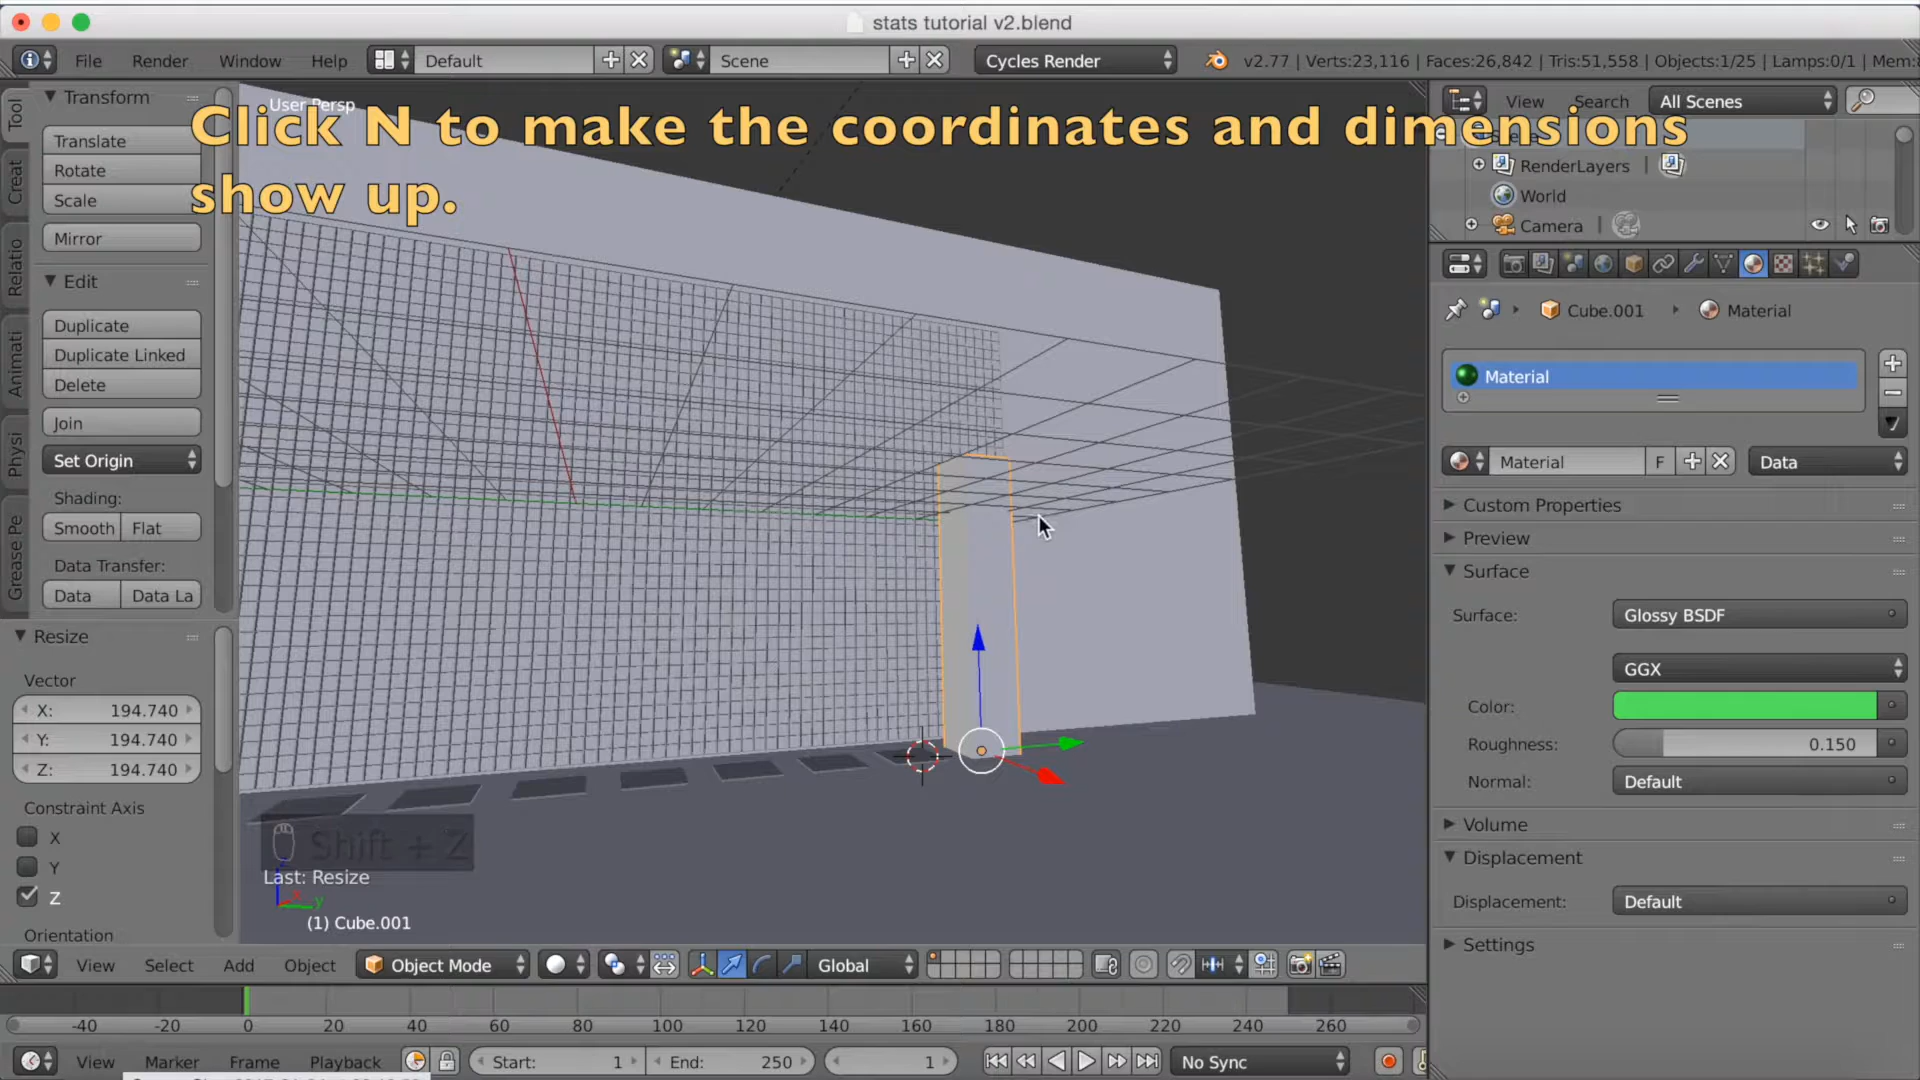 stats tutorial v2.blend
File Render Window Help Default Scene Cycles Render v2.77 | Verts:23,116 | Faces:26,842 | Tris:51,558 | Objects:1/25 | Lamps:0/1 | Mem:
Tool
Creat
Relatio
Animati
Physi
Grease Pe
Transform
Translate
Rotate
Scale
Mirror
Edit
Duplicate
Duplicate Linked
Delete
Join
Set Origin
Shading:
Smooth Flat
Data Transfer:
Data Data La
Resize
Vector
X: 194.740
Y: 194.740
Z: 194.740
Constraint Axis
X
Y
Z
Orientation
User Persp
Click N to make the coordinates and dimensions
show up.
Shift + Z
Last: Resize
(1) Cube.001
View Search All Scenes
RenderLayers
World
Camera
Cube.001 Material
Material
Material F Data
Custom Properties
Preview
Surface
Surface: Glossy BSDF
GGX
Color:
Roughness: 0.150
Normal: Default
Volume
Displacement
Displacement: Default
Settings
View Select Add Object Object Mode Global
-40 -20 0 20 40 60 80 100 120 140 160 180 200 220 240 260
View Marker Frame Playback Start: 1 End: 250 1 No Sync